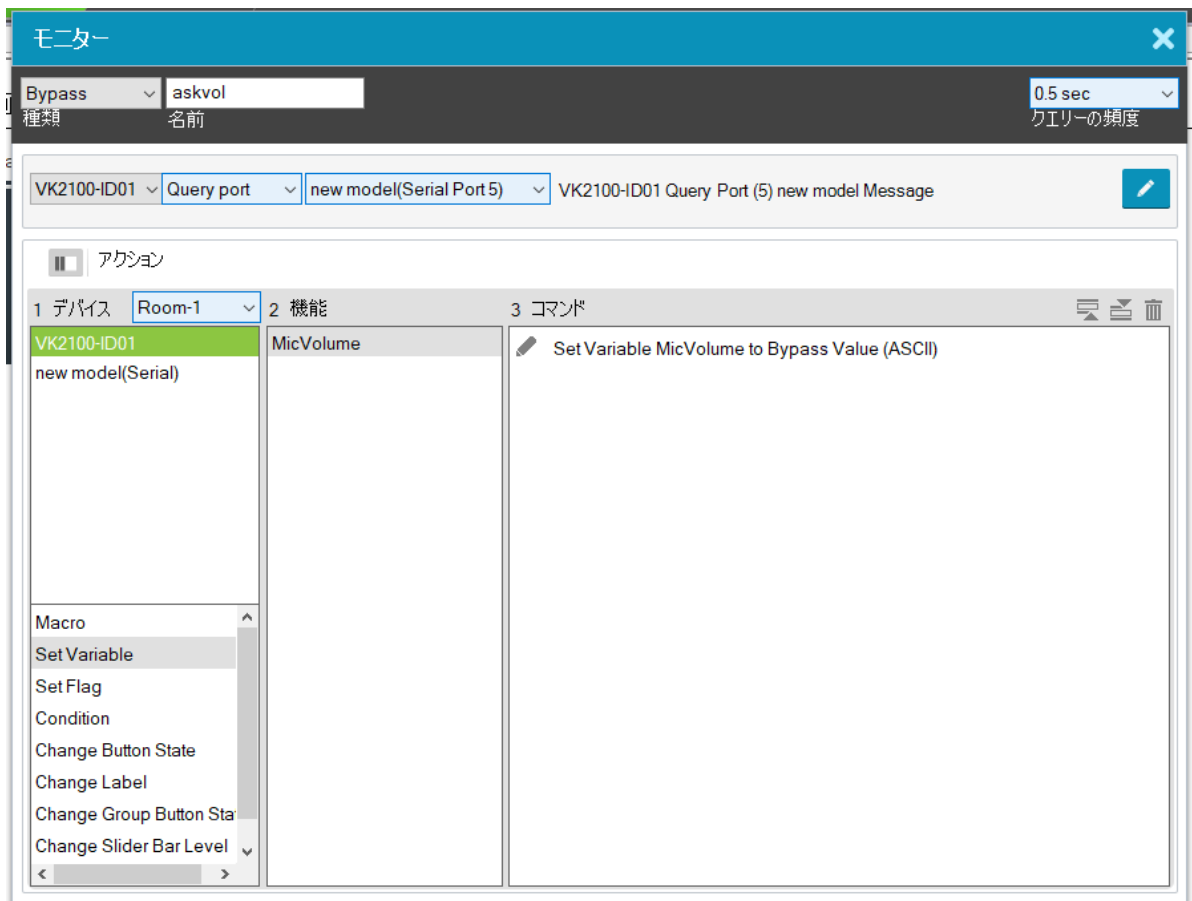 モニター
Bypass askvol 0.5 sec
種類 名前 クエリーの頻度
VK2100-ID01 Query port new model(Serial Port 5) VK2100-ID01 Query Port (5) new model Message
アクション
1 デバイス Room-1 2 機能 3 コマンド
VK2100-ID01 MicVolume Set Variable MicVolume to Bypass Value (ASCII)
new model(Serial)
Macro
Set Variable
Set Flag
Condition
Change Button State
Change Label
Change Group Button Sta
Change Slider Bar Level